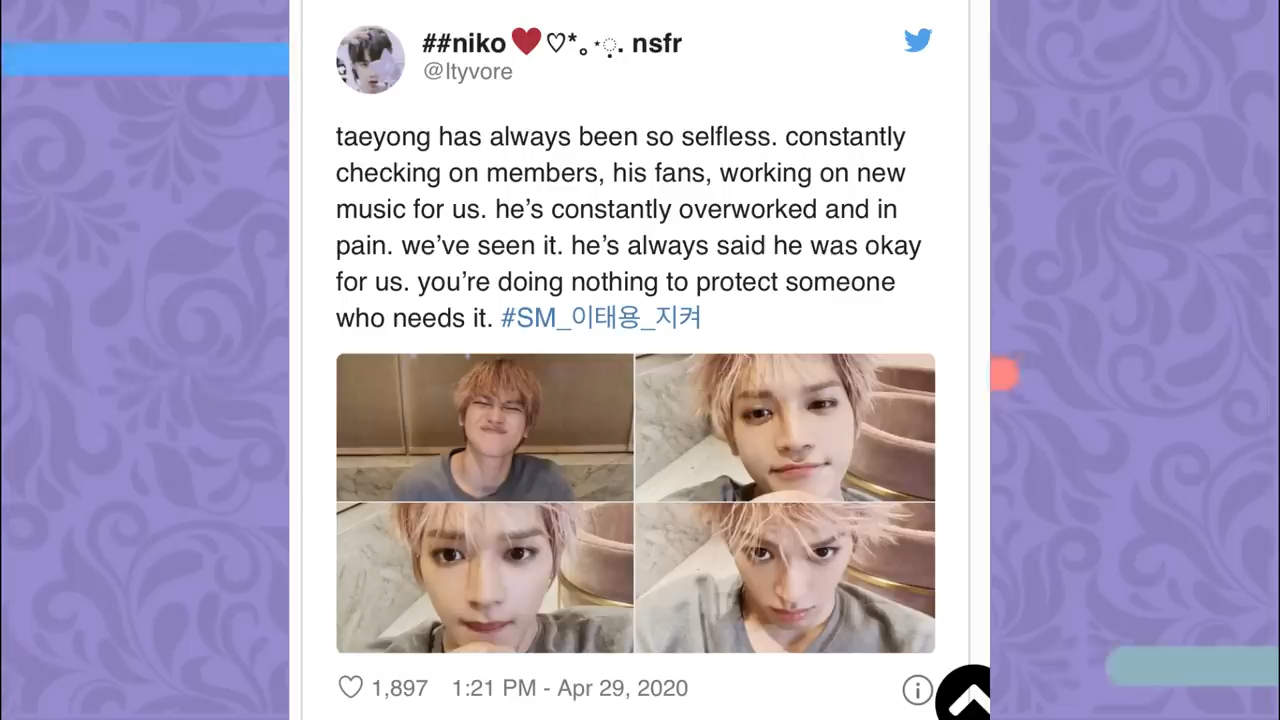 ##niko❤️♡*。⋆ ़. nsfr
@ltyvore
taeyong has always been so selfless. constantly
checking on members, his fans, working on new
music for us. he’s constantly overworked and in
pain. we’ve seen it. he’s always said he was okay
for us. you’re doing nothing to protect someone
who needs it. #SM_이태용_지켜
1,897 1:21 PM - Apr 29, 2020